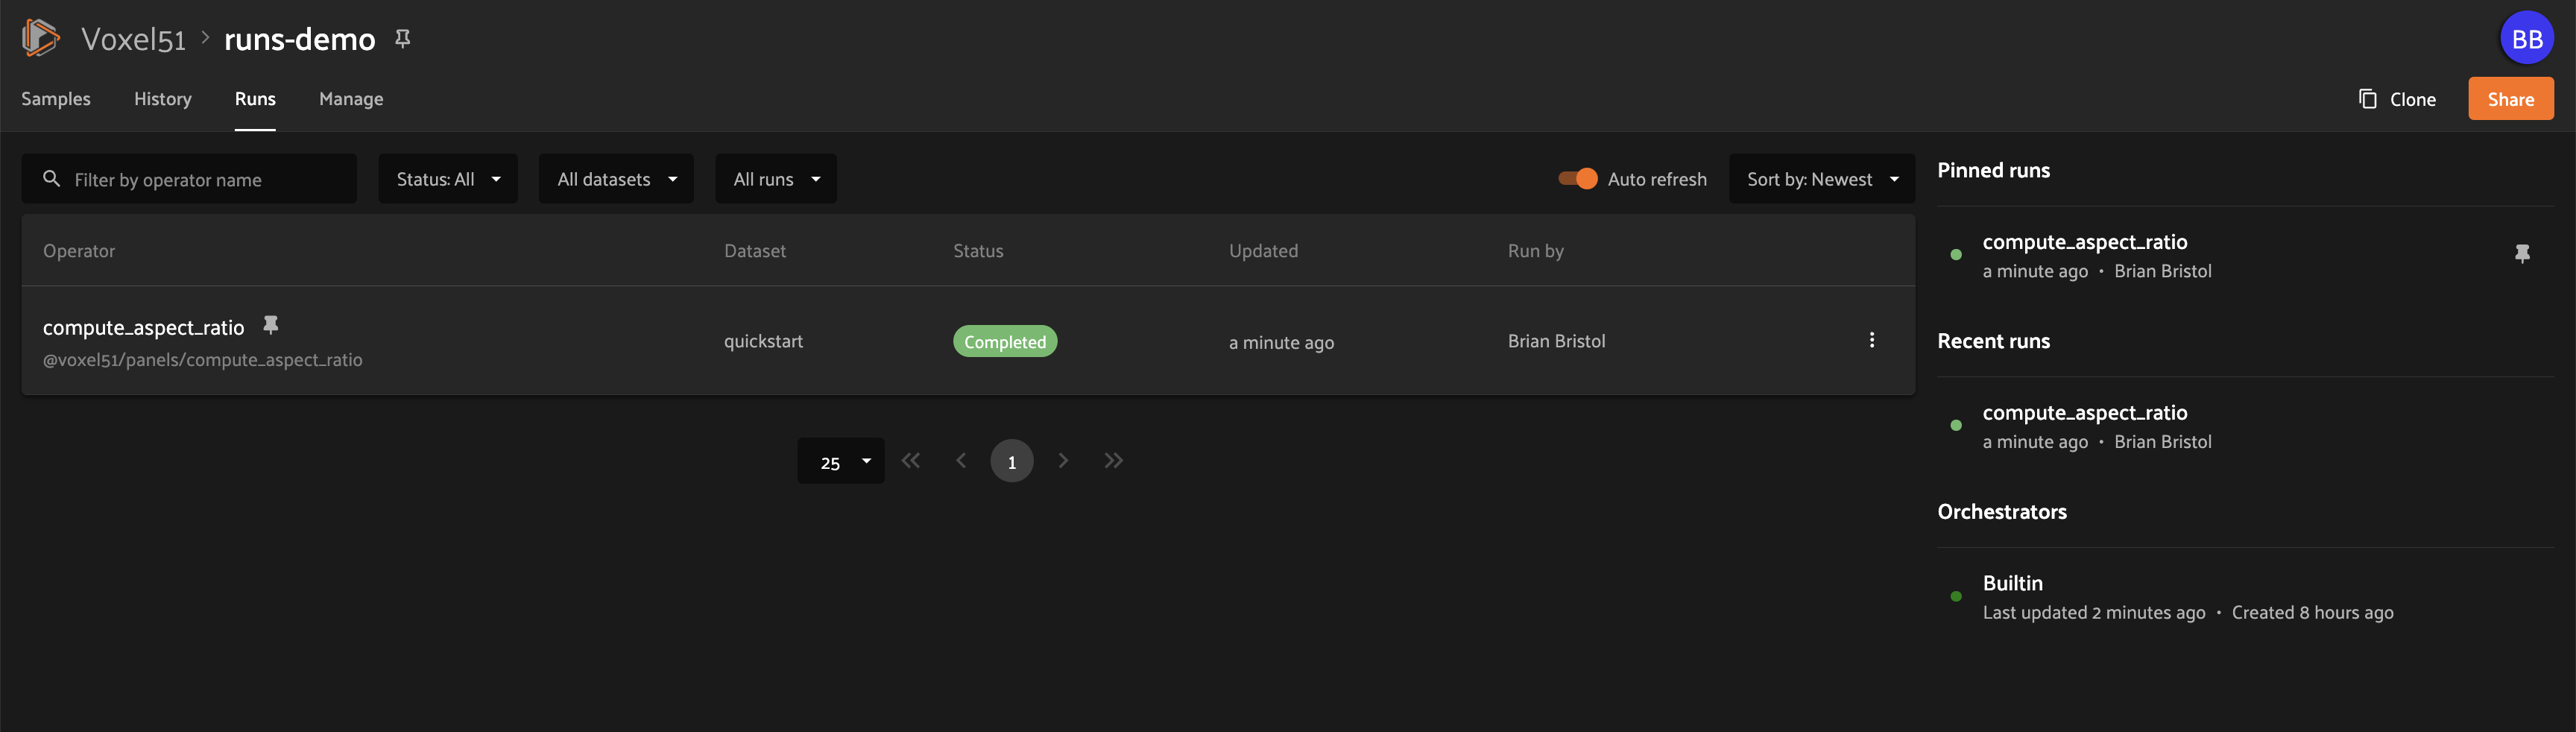 Voxel51 > runs-demo
BB
Samples History Runs Manage
Clone Share
Filter by operator name Status: All All datasets All runs Auto refresh Sort by: Newest
Operator Dataset Status Updated Run by
compute_aspect_ratio
@voxel51/panels/compute_aspect_ratio
quickstart Completed a minute ago Brian Bristol
25 1
Pinned runs
compute_aspect_ratio
a minute ago • Brian Bristol
Recent runs
compute_aspect_ratio
a minute ago • Brian Bristol
Orchestrators
Builtin
Last updated 2 minutes ago • Created 8 hours ago